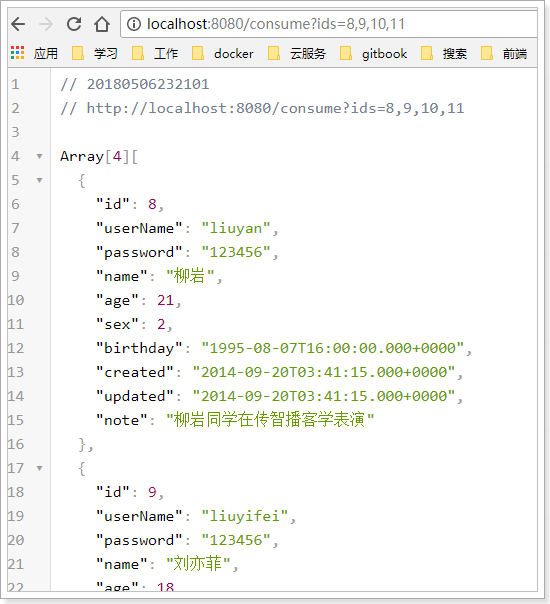 localhost:8080/consume?ids=8,9,10,11
应用 学习 工作 docker 云服务 gitbook 搜索 前端
1 // 20180506232101
2 // http://localhost:8080/consume?ids=8,9,10,11
3
4 Array[4][
5 {
6 "id": 8,
7 "userName": "liuyan",
8 "password": "123456",
9 "name": "柳岩",
10 "age": 21,
11 "sex": 2,
12 "birthday": "1995-08-07T16:00:00.000+0000",
13 "created": "2014-09-20T03:41:15.000+0000",
14 "updated": "2014-09-20T03:41:15.000+0000",
15 "note": "柳岩同学在传智播客学表演"
16 },
17 {
18 "id": 9,
19 "userName": "liuyifei",
20 "password": "123456",
21 "name": "刘亦菲",
22 "age": 18